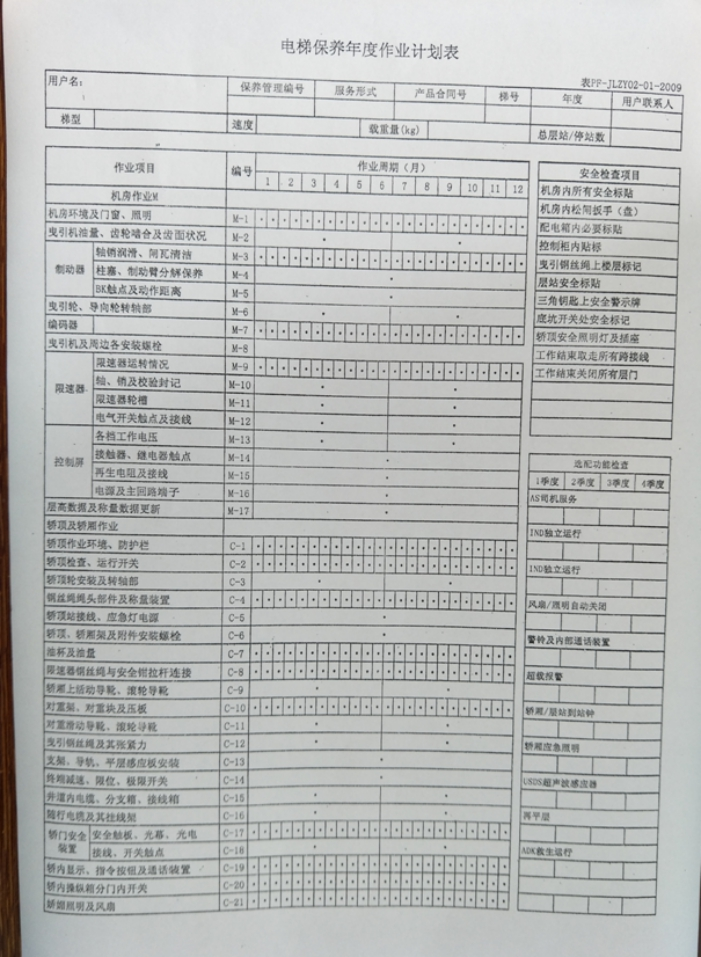 电梯保养年度作业计划表
表PF-JLZY02-01-2009
用户名: 保养管理编号 服务形式 产品合同号 梯号 年度 用户联系人
梯型 速度 载重量(kg) 总层站/停站数
作业项目 编号 作业周期(月)
1 2 3 4 5 6 7 8 9 10 11 12
机房作业M
机房环境及门窗、照明 M-1
曳引机油量、齿轮啮合及齿面状况 M-2
制动器
轴销润滑、闸瓦清洁 M-3
柱塞、制动臂分解保养 M-4
BK触点及动作距离 M-5
曳引轮、导向轮转轴部 M-6
编码器 M-7
曳引机及周边各安装螺栓 M-8
限速器
限速器运转情况 M-9
轴、销及校验封记 M-10
限速器轮槽 M-11
电气开关触点及接线 M-12
控制屏
各档工作电压 M-13
接触器、继电器触点 M-14
再生电阻及接线 M-15
电源及主回路端子 M-16
层高数据及称量数据更新 M-17
轿顶及轿厢作业
轿顶作业环境、防护栏 C-1
轿顶检查、运行开关 C-2
轿顶轮安装及转轴部 C-3
钢丝绳绳头部件及称量装置 C-4
轿顶站接线、应急灯电源 C-5
轿顶、轿厢架及附件安装螺栓 C-6
油杯及油量 C-7
限速器钢丝绳与安全钳拉杆连接 C-8
轿厢上活动导靴、滚轮导靴 C-9
对重架、对重块及压板 C-10
对重滑动导靴、滚轮导靴 C-11
曳引钢丝绳及其张紧力 C-12
支架、导轨、平层感应板安装 C-13
终端减速、限位、极限开关 C-14
井道内电缆、分支箱、接线箱 C-15
随行电缆及其挂线架 C-16
轿门安全装置
安全触板、光幕、光电 C-17
接线、开关触点 C-18
轿内显示、指令按钮及通话装置 C-19
轿内操纵箱分门内开关 C-20
轿厢照明及风扇 C-21
安全检查项目
机房内所有安全标贴
机房内松闸扳手(盘)
配电箱内必要标贴
控制柜内贴标
曳引钢丝绳上楼层标记
层站安全标贴
三角钥匙上安全警示牌
底坑开关处安全标记
轿顶安全照明灯及插座
工作结束取走所有跨接线
工作结束关闭所有层门
选配功能检查
1季度 2季度 3季度 4季度
AS司机服务
IND独立运行
IND独立运行
风扇/照明自动关闭
警铃及内部通话装置
超载报警
轿厢/层站到站钟
轿厢应急照明
USDS超声波感应器
再平层
ADK救生运行